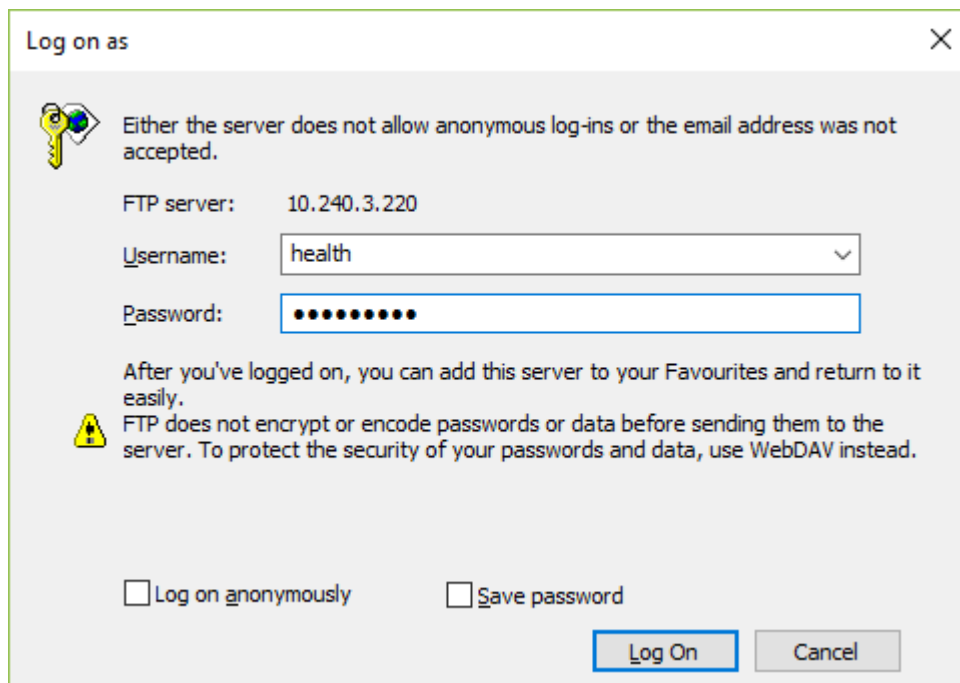 Log on as
Either the server does not allow anonymous log-ins or the email address was not
accepted.
FTP server: 10.240.3.220
Username: health
Password: •••••••••
After you've logged on, you can add this server to your Favourites and return to it
easily.
FTP does not encrypt or encode passwords or data before sending them to the
server. To protect the security of your passwords and data, use WebDAV instead.
Log on anonymously Save password
Log On Cancel